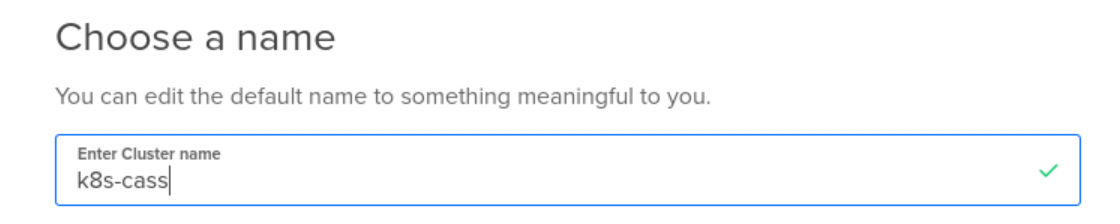 Choose a name
You can edit the default name to something meaningful to you.
Enter Cluster name
k8s-cass